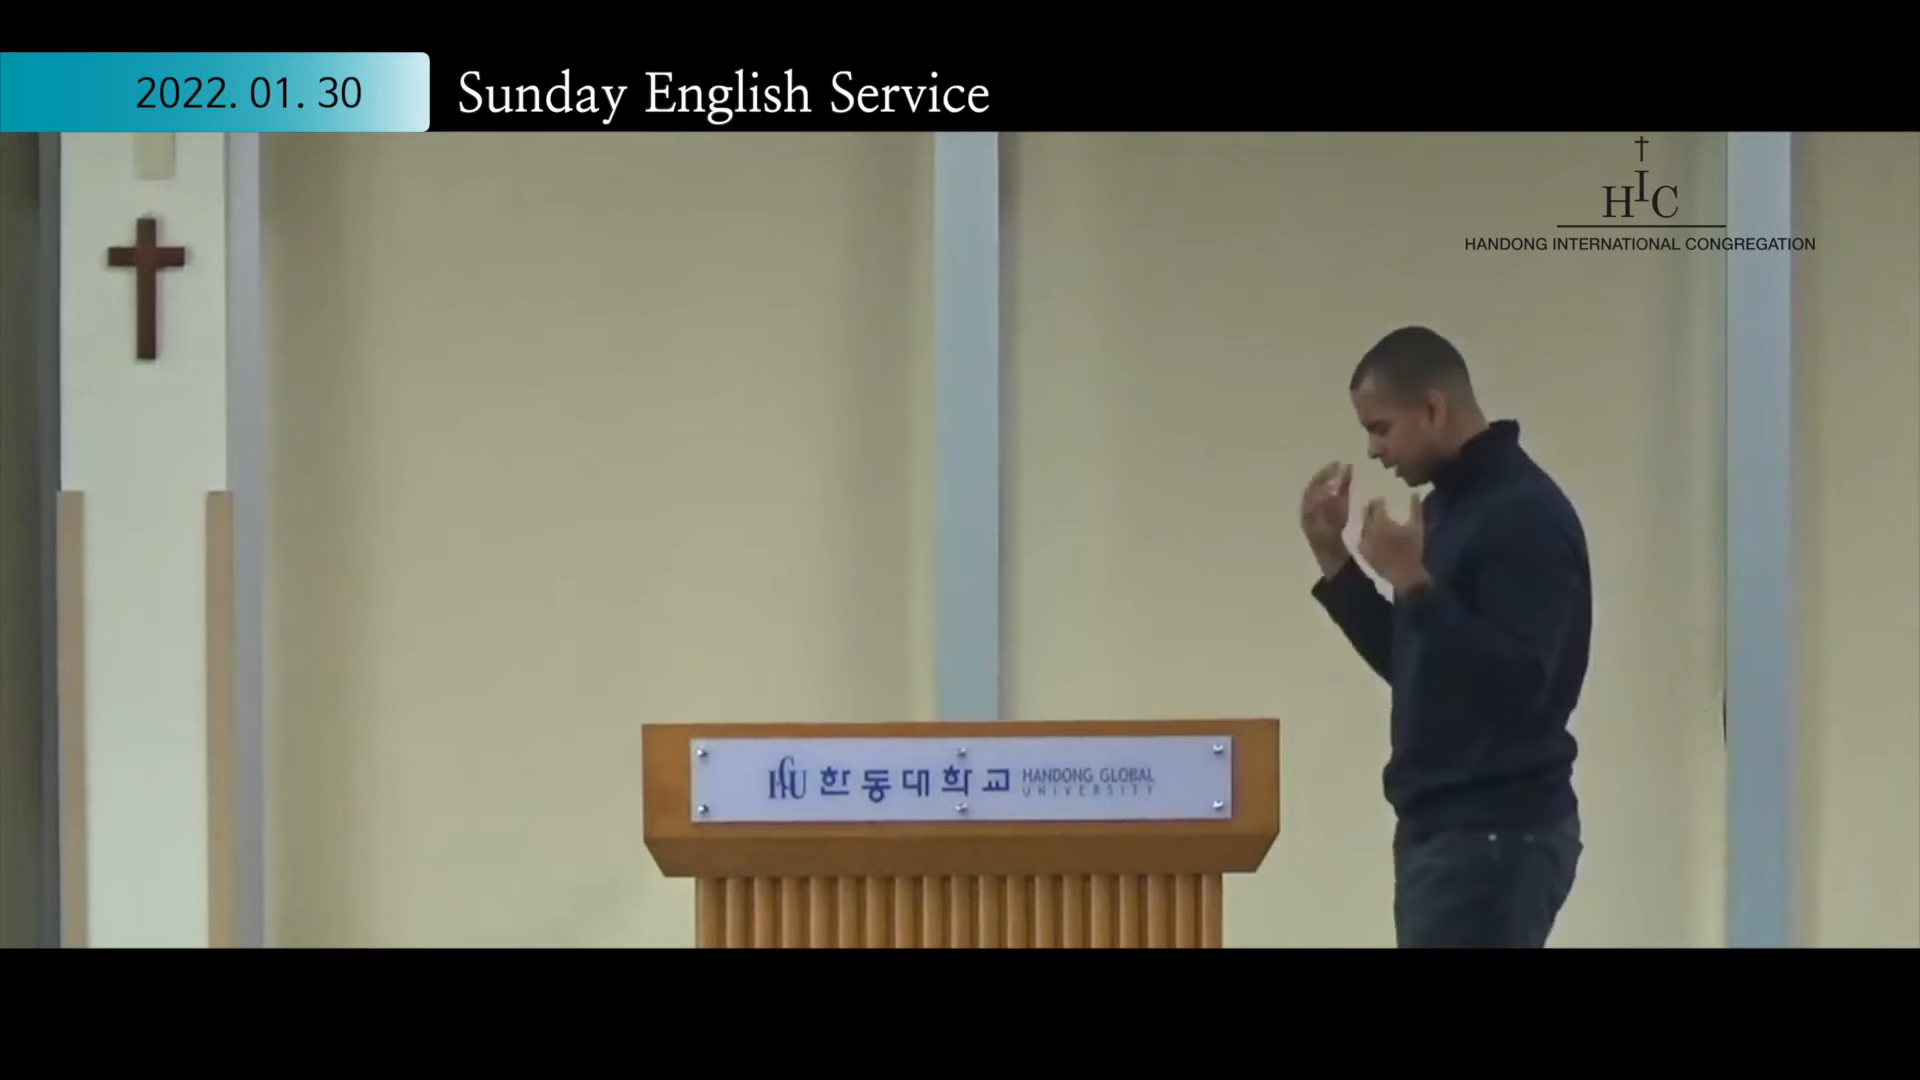 2022. 01. 30
Sunday English Service
HIC
HANDONG INTERNATIONAL CONGREGATION
HGU 한동대학교 HANDONG GLOBAL
UNIVERSITY